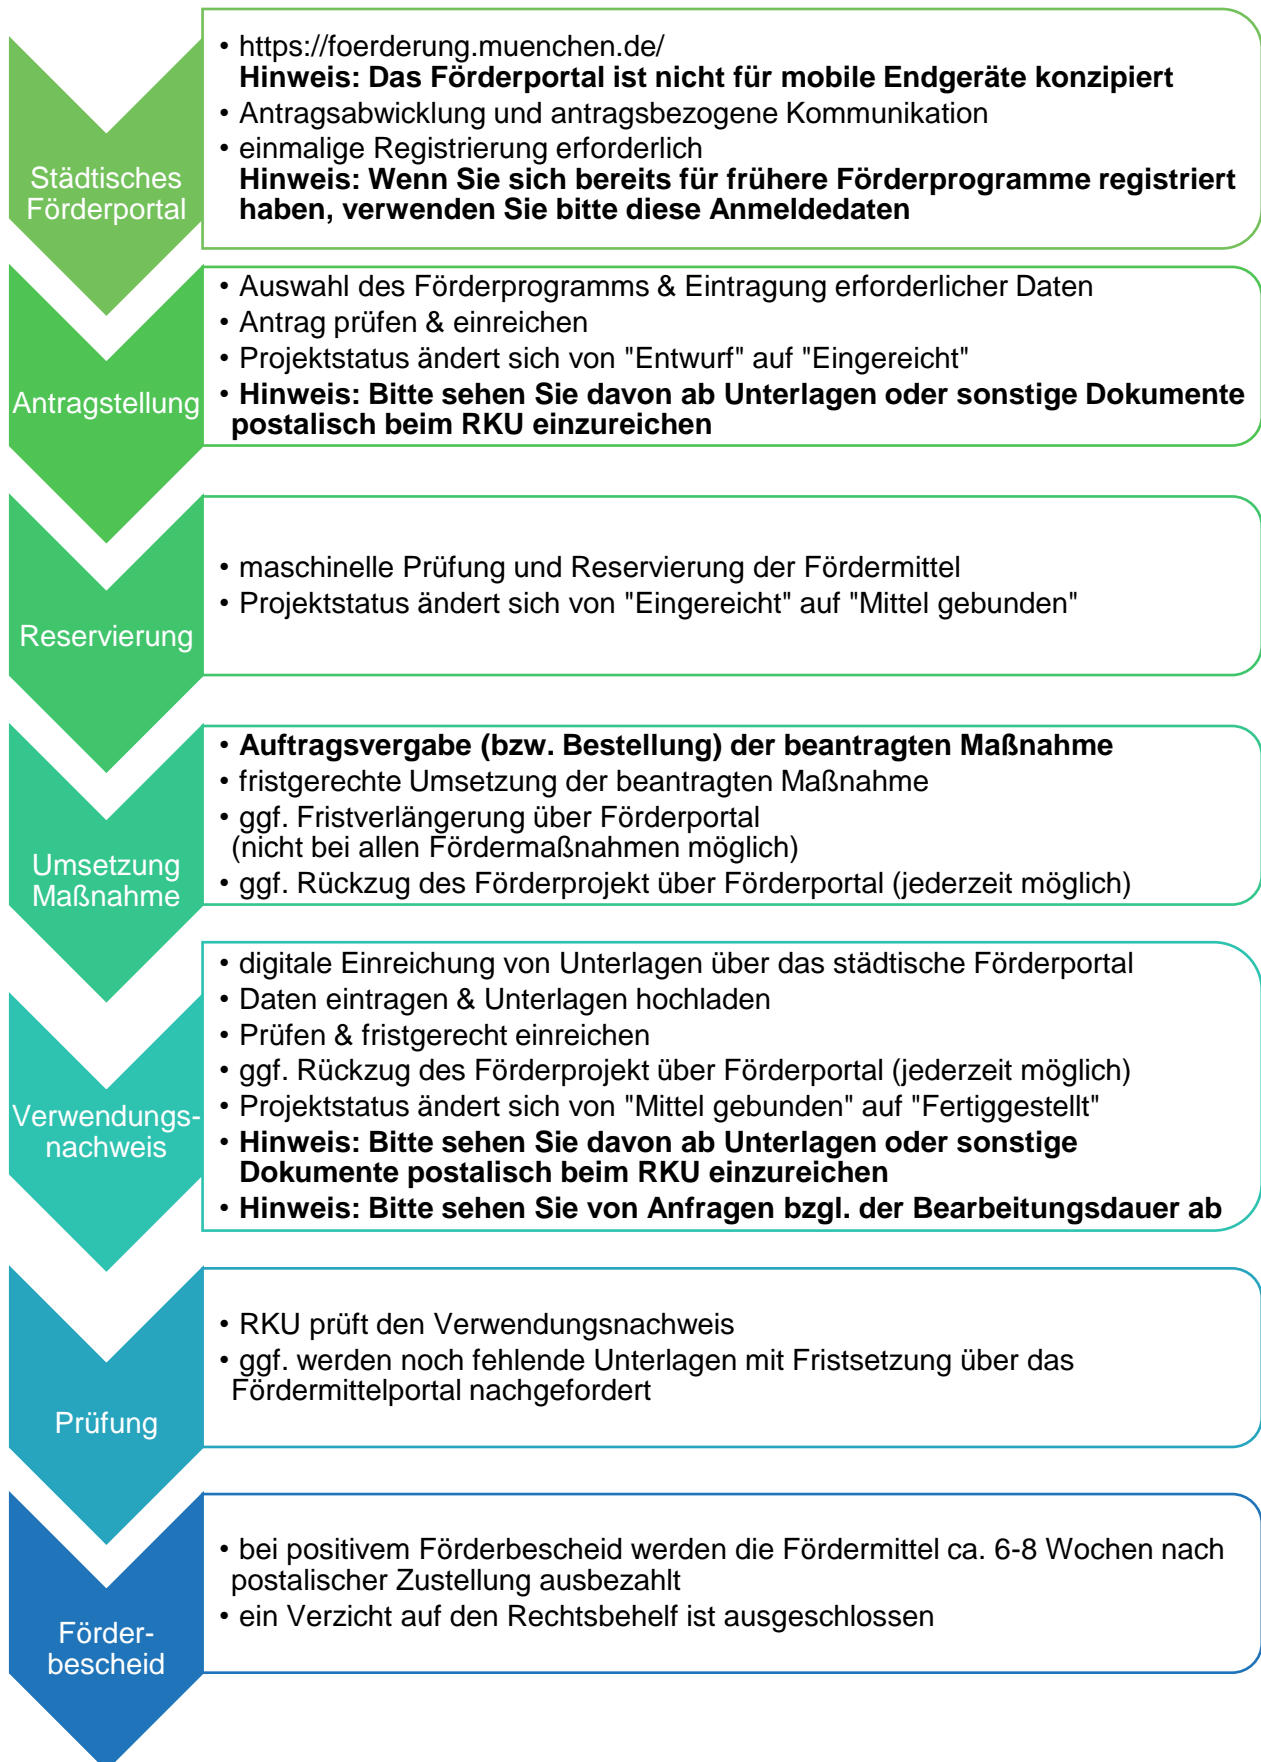 Städtisches
Förderportal
• https://foerderung.muenchen.de/
Hinweis: Das Förderportal ist nicht für mobile Endgeräte konzipiert
• Antragsabwicklung und antragsbezogene Kommunikation
• einmalige Registrierung erforderlich
Hinweis: Wenn Sie sich bereits für frühere Förderprogramme registriert
haben, verwenden Sie bitte diese Anmeldedaten
Antragstellung
• Auswahl des Förderprogramms & Eintragung erforderlicher Daten
• Antrag prüfen & einreichen
• Projektstatus ändert sich von "Entwurf" auf "Eingereicht"
• Hinweis: Bitte sehen Sie davon ab Unterlagen oder sonstige Dokumente
postalisch beim RKU einzureichen
Reservierung
• maschinelle Prüfung und Reservierung der Fördermittel
• Projektstatus ändert sich von "Eingereicht" auf "Mittel gebunden"
Umsetzung
Maßnahme
• Auftragsvergabe (bzw. Bestellung) der beantragten Maßnahme
• fristgerechte Umsetzung der beantragten Maßnahme
• ggf. Fristverlängerung über Förderportal
(nicht bei allen Fördermaßnahmen möglich)
• ggf. Rückzug des Förderprojekt über Förderportal (jederzeit möglich)
Verwendungs-
nachweis
• digitale Einreichung von Unterlagen über das städtische Förderportal
• Daten eintragen & Unterlagen hochladen
• Prüfen & fristgerecht einreichen
• ggf. Rückzug des Förderprojekt über Förderportal (jederzeit möglich)
• Projektstatus ändert sich von "Mittel gebunden" auf "Fertiggestellt"
• Hinweis: Bitte sehen Sie davon ab Unterlagen oder sonstige
Dokumente postalisch beim RKU einzureichen
• Hinweis: Bitte sehen Sie von Anfragen bzgl. der Bearbeitungsdauer ab
Prüfung
• RKU prüft den Verwendungsnachweis
• ggf. werden noch fehlende Unterlagen mit Fristsetzung über das
Fördermittelportal nachgefordert
Förder-
bescheid
• bei positivem Förderbescheid werden die Fördermittel ca. 6-8 Wochen nach
postalischer Zustellung ausbezahlt
• ein Verzicht auf den Rechtsbehelf ist ausgeschlossen